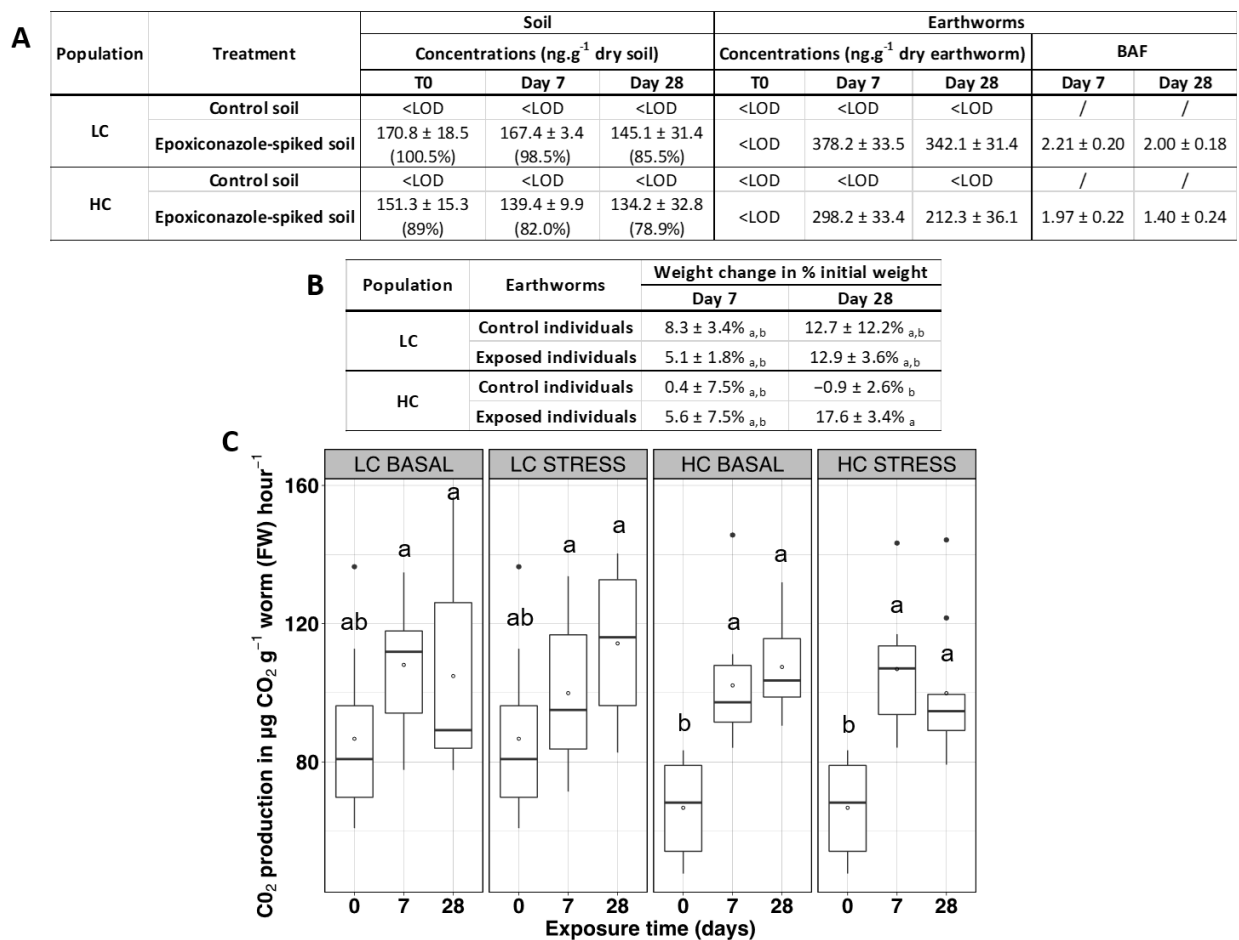 A
Population Treatment Soil Earthworms
Concentrations (ng.g⁻¹ dry soil) Concentrations (ng.g⁻¹ dry earthworm) BAF
T0 Day 7 Day 28 T0 Day 7 Day 28 Day 7 Day 28
LC Control soil <LOD <LOD <LOD <LOD <LOD <LOD / /
Epoxiconazole-spiked soil 170.8 ± 18.5 167.4 ± 3.4 145.1 ± 31.4 <LOD 378.2 ± 33.5 342.1 ± 31.4 2.21 ± 0.20 2.00 ± 0.18
(100.5%) (98.5%) (85.5%)
HC Control soil <LOD <LOD <LOD <LOD <LOD <LOD / /
Epoxiconazole-spiked soil 151.3 ± 15.3 139.4 ± 9.9 134.2 ± 32.8 <LOD 298.2 ± 33.4 212.3 ± 36.1 1.97 ± 0.22 1.40 ± 0.24
(89%) (82.0%) (78.9%)
B
Population Earthworms Weight change in % initial weight
Day 7 Day 28
LC Control individuals 8.3 ± 3.4% a,b 12.7 ± 12.2% a,b
Exposed individuals 5.1 ± 1.8% a,b 12.9 ± 3.6% a,b
HC Control individuals 0.4 ± 7.5% a,b −0.9 ± 2.6% b
Exposed individuals 5.6 ± 7.5% a,b 17.6 ± 3.4% a
C
LC BASAL LC STRESS HC BASAL HC STRESS
C0₂ production in µg CO₂ g⁻¹ worm (FW) hour⁻¹
160
120
80
ab a a
ab a a
b a a
b a a
0 7 28 0 7 28 0 7 28 0 7 28
Exposure time (days)